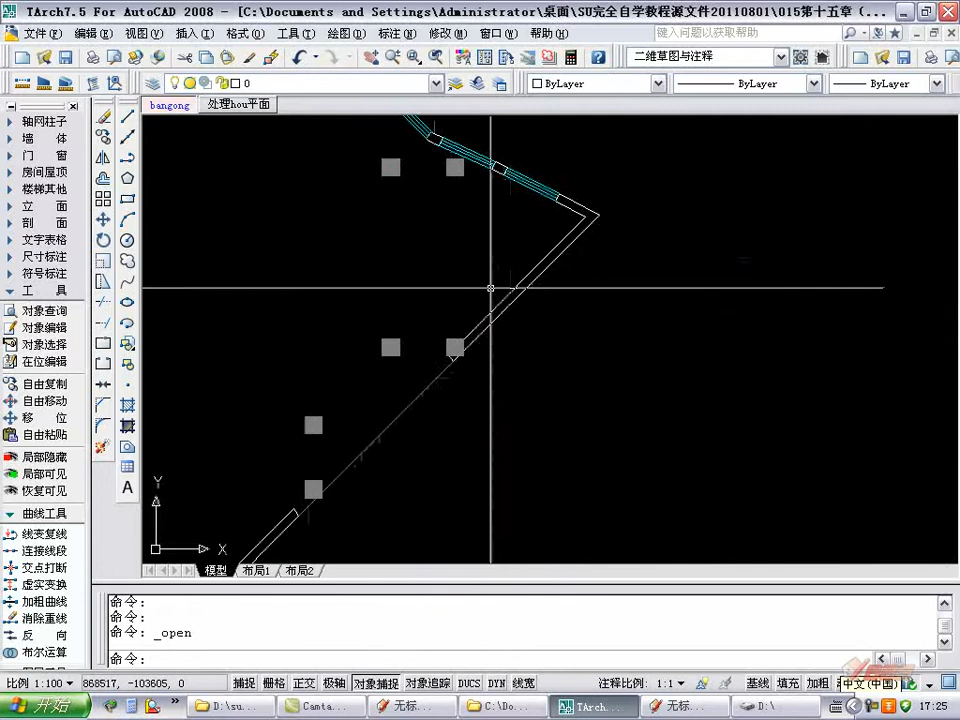 TArch7.5 For AutoCAD 2008 - [C:\Documents and Settings\Administrator\桌面\SU完全自学教程源文件20110801\015第十五章 (...
文件(F) 编辑(E) 视图(V) 插入(I) 格式(O) 工具(T) 绘图(D) 标注(N) 修改(M) 窗口(W) 帮助(H) 键入问题以获取帮助
二维草图与注释
0 ByLayer ByLayer ByLayer
bangong 处理hou平面
轴网柱子
墙 体
门 窗
房间屋顶
楼梯其他
立 面
剖 面
文字表格
尺寸标注
符号标注
工 具
对象查询
对象编辑
对象选择
在位编辑
自由复制
自由移动
移 位
自由粘贴
局部隐藏
局部可见
恢复可见
曲线工具
线变复线
连接线段
交点打断
虚实变换
加粗曲线
消除重线
反 向
布尔运算
A
Y
X
模型 布局1 布局2
命令:
命令:
命令: _open
命令:
比例 1:100 868517, -103605, 0 捕捉 栅格 正交 极轴 对象捕捉 对象追踪 DUCS DYN 线宽 注释比例: 1:1 基线 填充 加粗
中文(中国)
开始 D:\su... Camta... 无标... C:\Do... TArch... 无标... D:\ 17:25